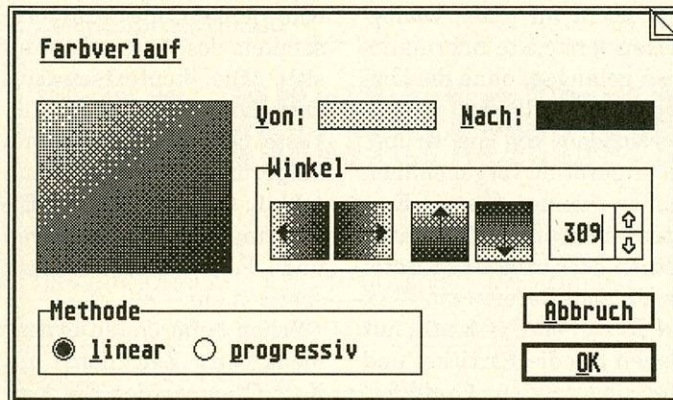 Farbverlauf
Von: Nach:
Winkel
309
Methode
linear progressiv
Abbruch
OK